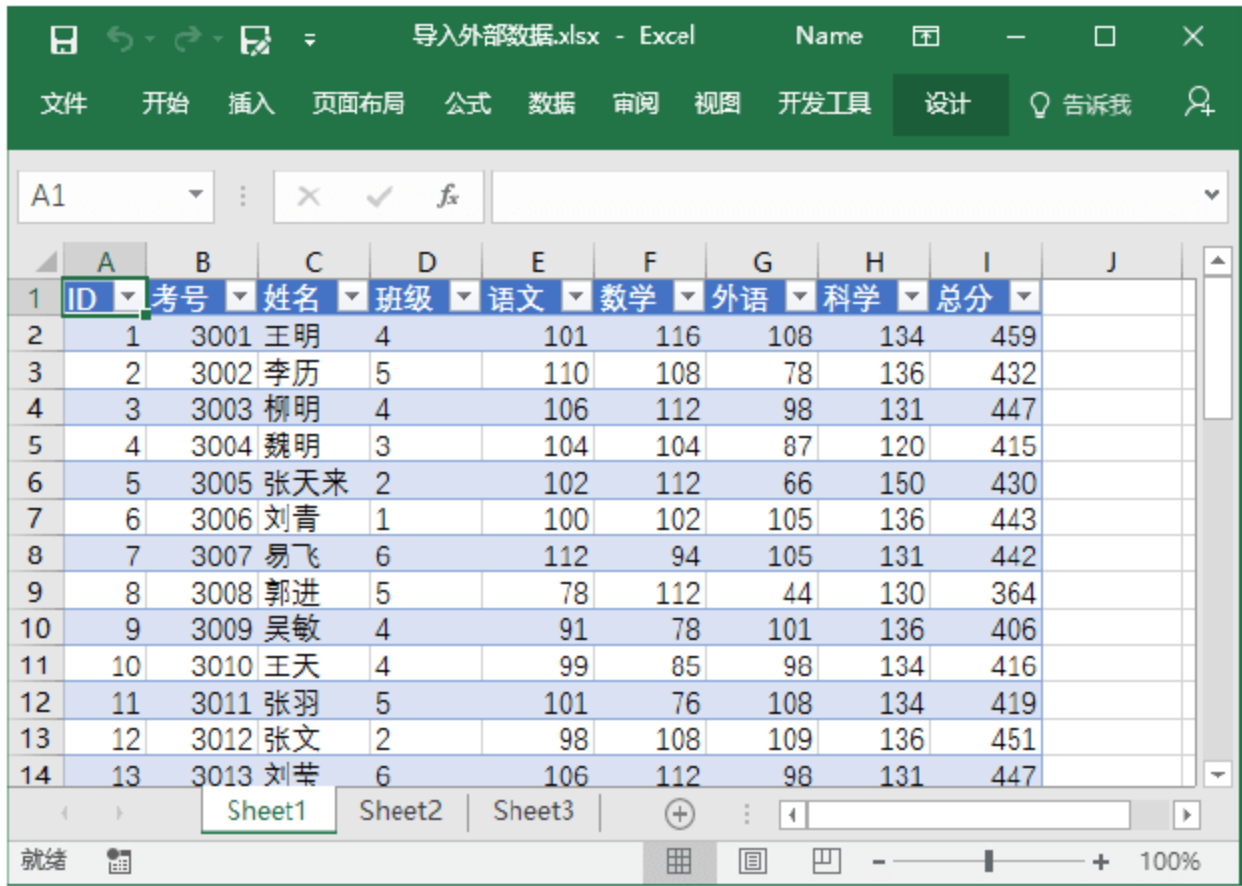 导入外部数据.xlsx - Excel Name
文件 开始 插入 页面布局 公式 数据 审阅 视图 开发工具 设计 告诉我
A1 fx
A B C D E F G H I J
1 ID 考号 姓名 班级 语文 数学 外语 科学 总分
2 1 3001 王明 4 101 116 108 134 459
3 2 3002 李历 5 110 108 78 136 432
4 3 3003 柳明 4 106 112 98 131 447
5 4 3004 魏明 3 104 104 87 120 415
6 5 3005 张天来 2 102 112 66 150 430
7 6 3006 刘青 1 100 102 105 136 443
8 7 3007 易飞 6 112 94 105 131 442
9 8 3008 郭进 5 78 112 44 130 364
10 9 3009 吴敏 4 91 78 101 136 406
11 10 3010 王天 4 99 85 98 134 416
12 11 3011 张羽 5 101 76 108 134 419
13 12 3012 张文 2 98 108 109 136 451
14 13 3013 刘莹 6 106 112 98 131 447
Sheet1 Sheet2 Sheet3
就绪 100%